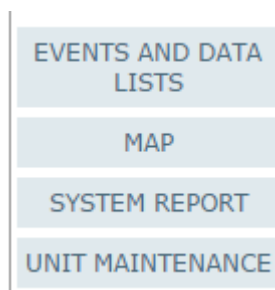 EVENTS AND DATA
LISTS
MAP
SYSTEM REPORT
UNIT MAINTENANCE